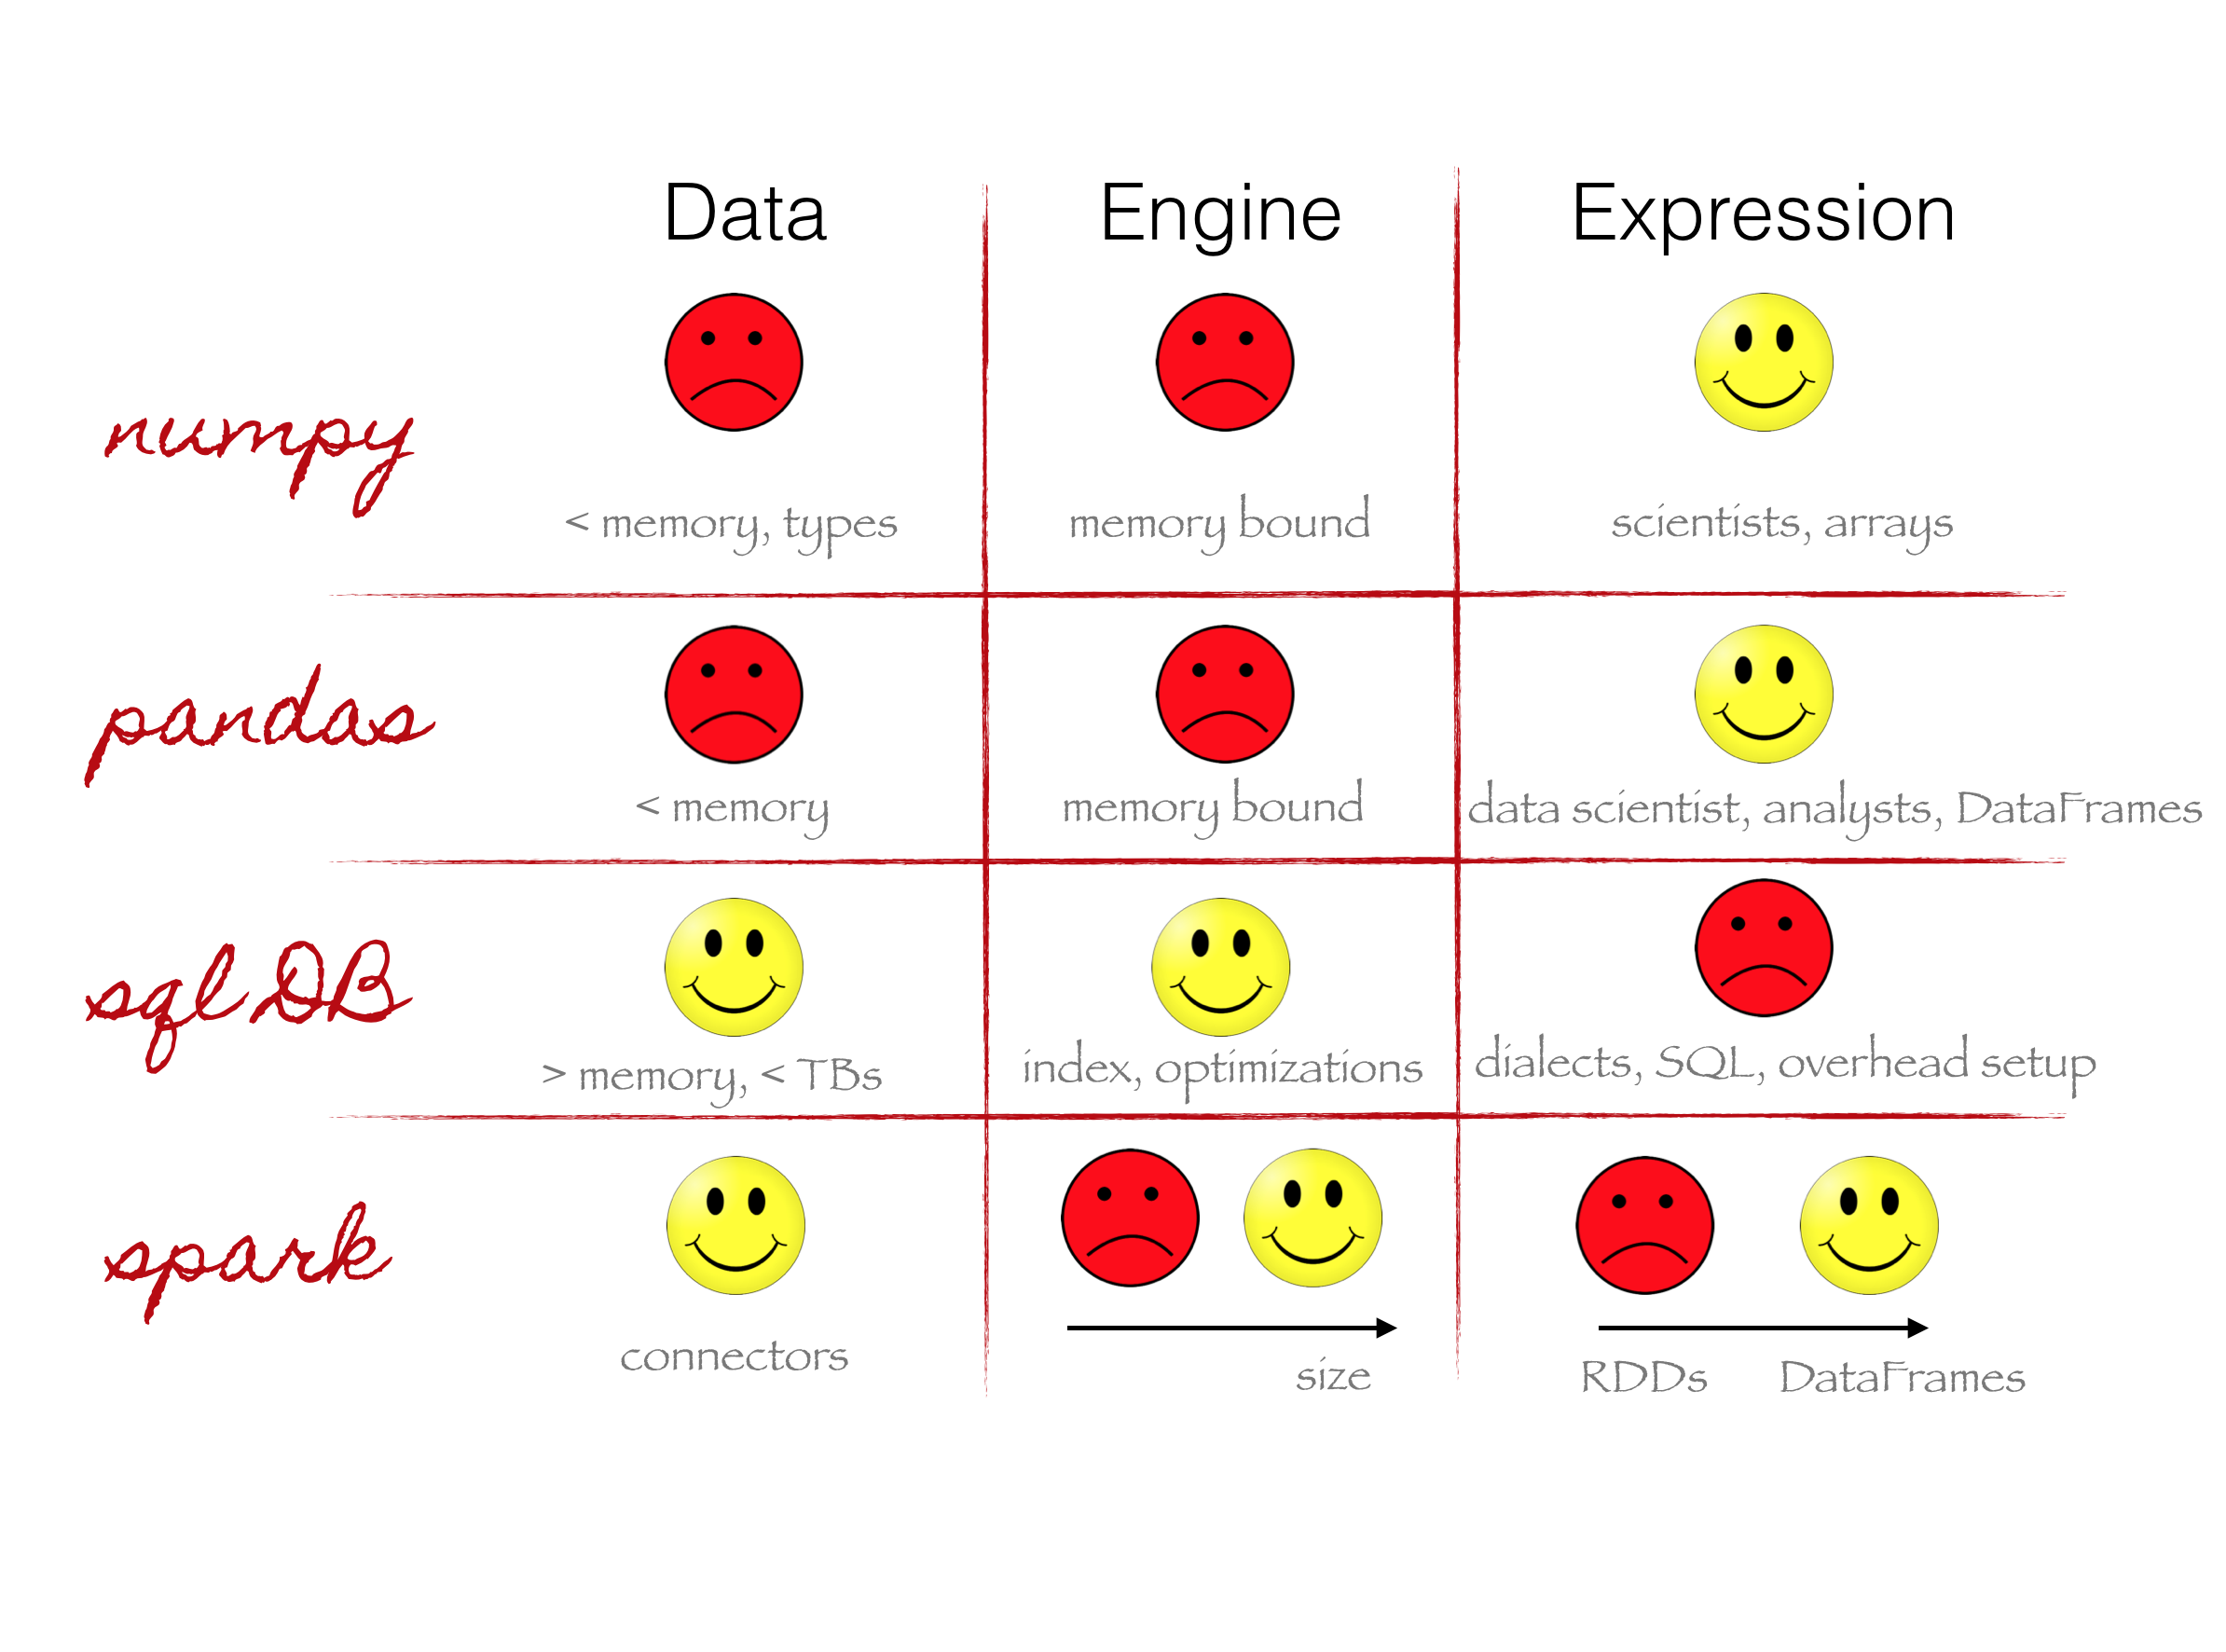 Data Engine Expression
numpy
< memory, types memory bound scientists, arrays
pandas
< memory memory bound data scientist, analysts, DataFrames
sqlDB
> memory, < TBs index, optimizations dialects, SQL, overhead setup
spark
connectors size RDDs DataFrames